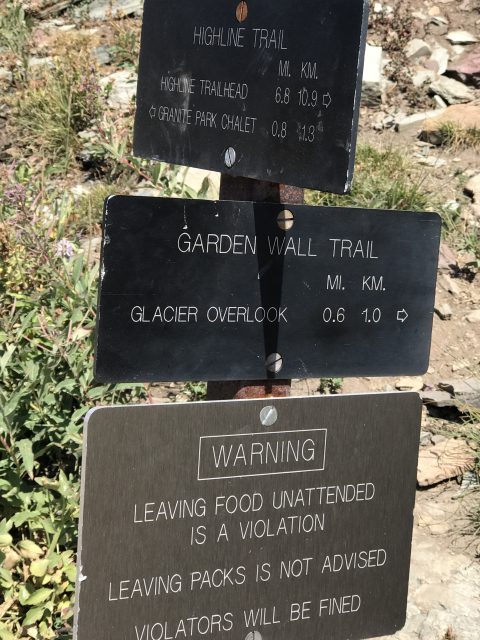 HIGHLINE TRAIL
MI. KM.
HIGHLINE TRAILHEAD 6.8 10.9 ⇨
⇦ GRANITE PARK CHALET 0.8 1.3
GARDEN WALL TRAIL
MI. KM.
GLACIER OVERLOOK 0.6 1.0 ⇨
WARNING
LEAVING FOOD UNATTENDED
IS A VIOLATION
LEAVING PACKS IS NOT ADVISED
VIOLATORS WILL BE FINED